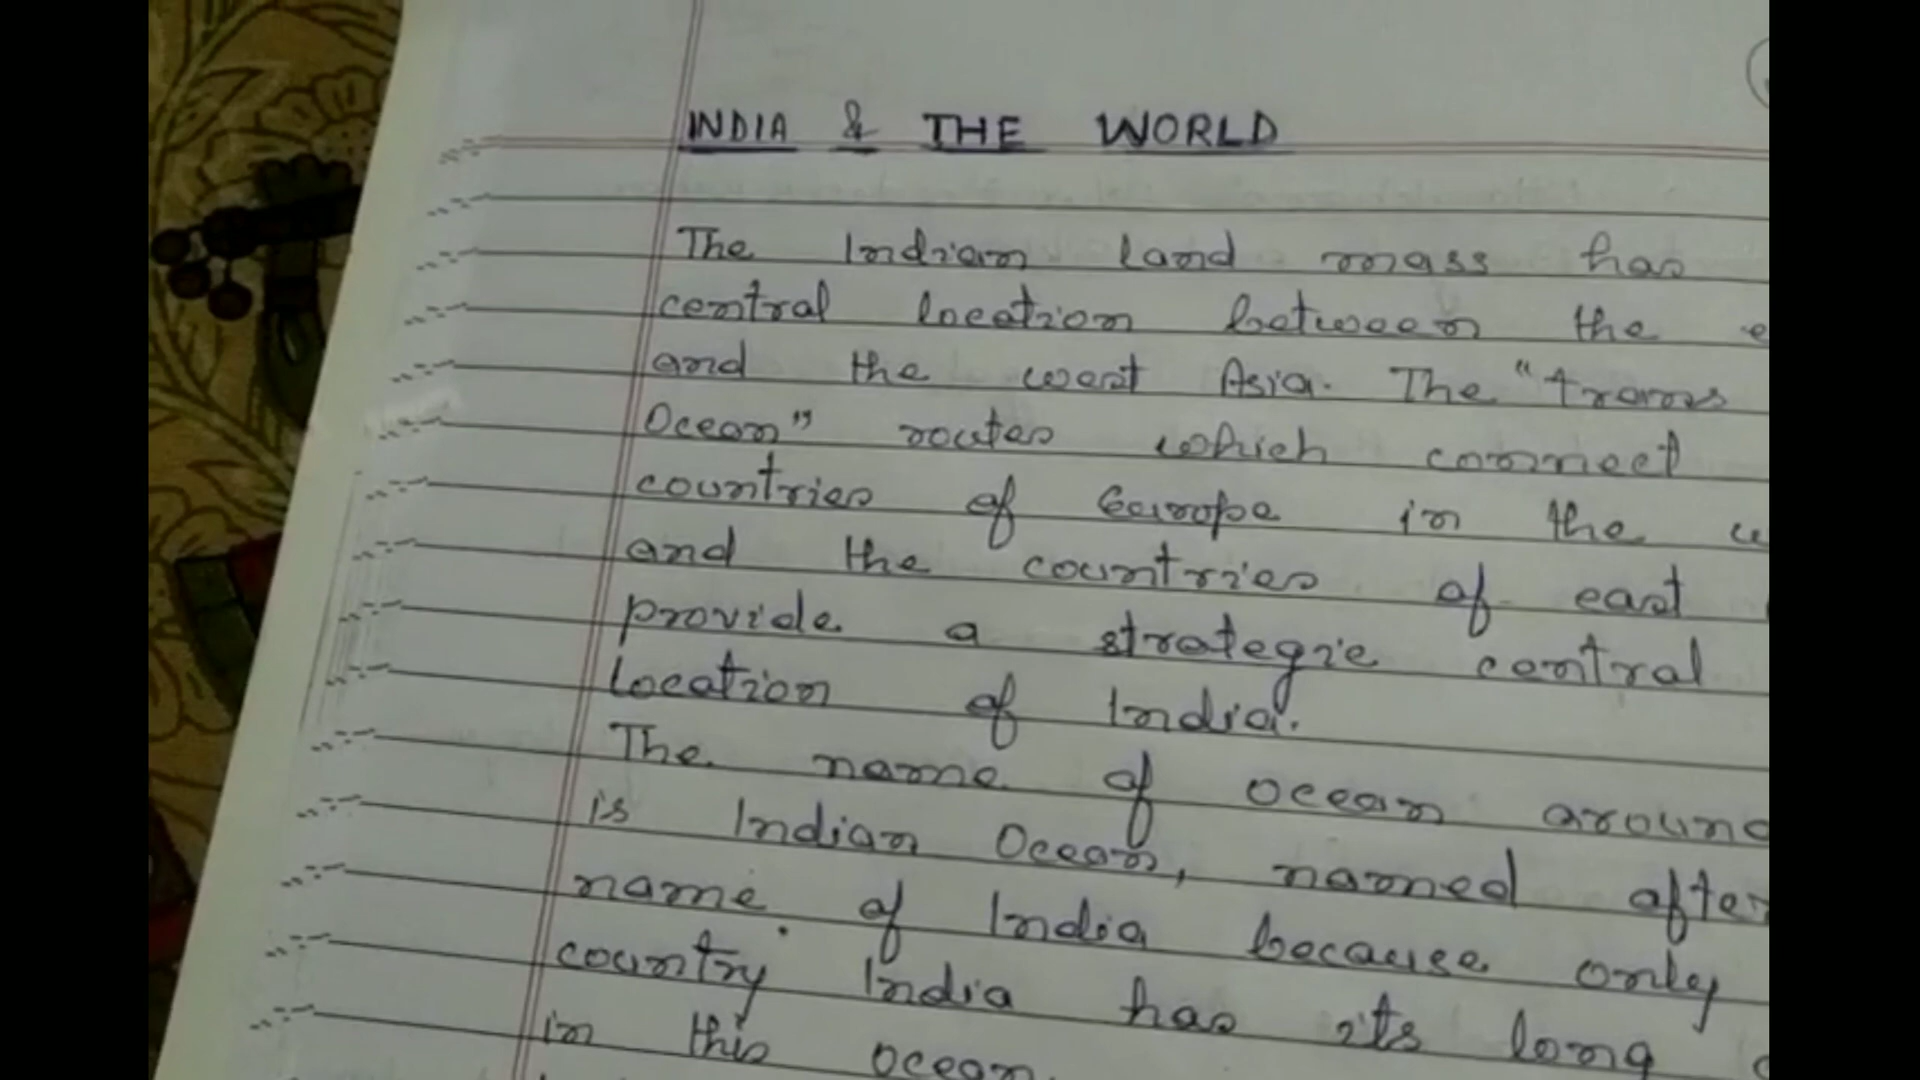 INDIA & THE WORLD
The Indian land mass has
central location between the
and the west Asia. The "trans
Ocean" routes which connect
countries of Europe in the
and the countries of east
provide a strategic central
location of India.
The name of ocean around
is Indian Ocean, named after
name of India because only
country India has its long
in this ocean.